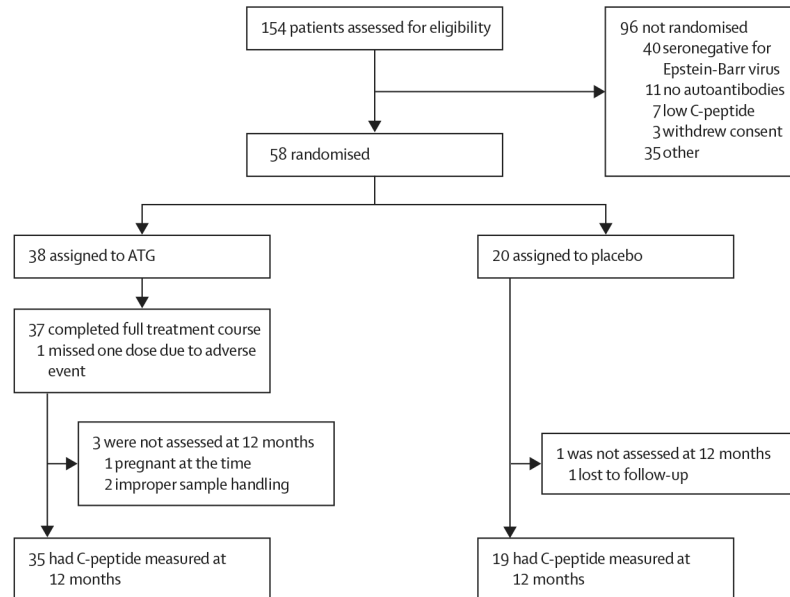 154 patients assessed for eligibility
96 not randomised
40 seronegative for
Epstein-Barr virus
11 no autoantibodies
7 low C-peptide
3 withdrew consent
35 other
58 randomised
38 assigned to ATG
20 assigned to placebo
37 completed full treatment course
1 missed one dose due to adverse
event
3 were not assessed at 12 months
1 pregnant at the time
2 improper sample handling
1 was not assessed at 12 months
1 lost to follow-up
35 had C-peptide measured at
12 months
19 had C-peptide measured at
12 months